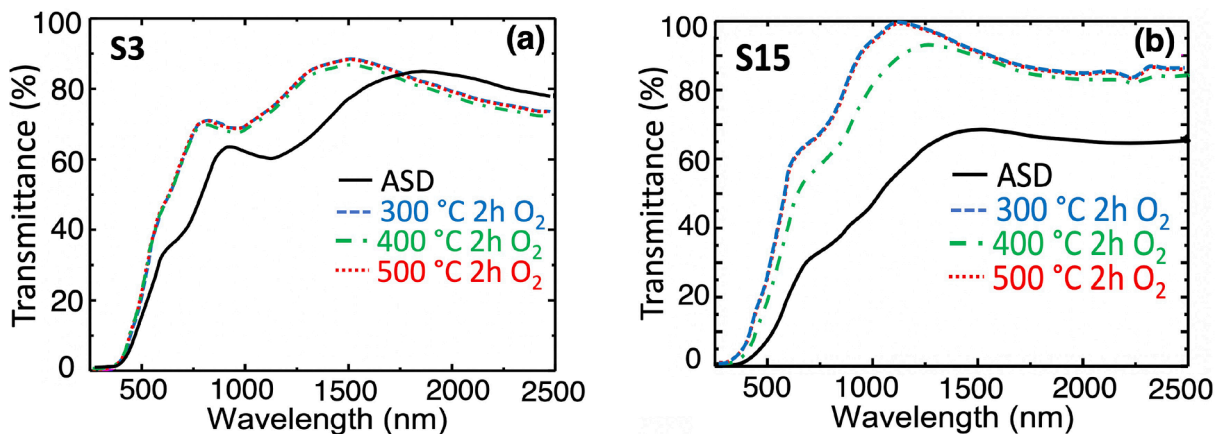 S3
(a)
Transmittance (%)
100
80
60
40
20
0
ASD
300 °C 2h O₂
400 °C 2h O₂
500 °C 2h O₂
500 1000 1500 2000 2500
Wavelength (nm)
S15
(b)
Transmittance (%)
100
80
60
40
20
0
ASD
300 °C 2h O₂
400 °C 2h O₂
500 °C 2h O₂
500 1000 1500 2000 2500
Wavelength (nm)